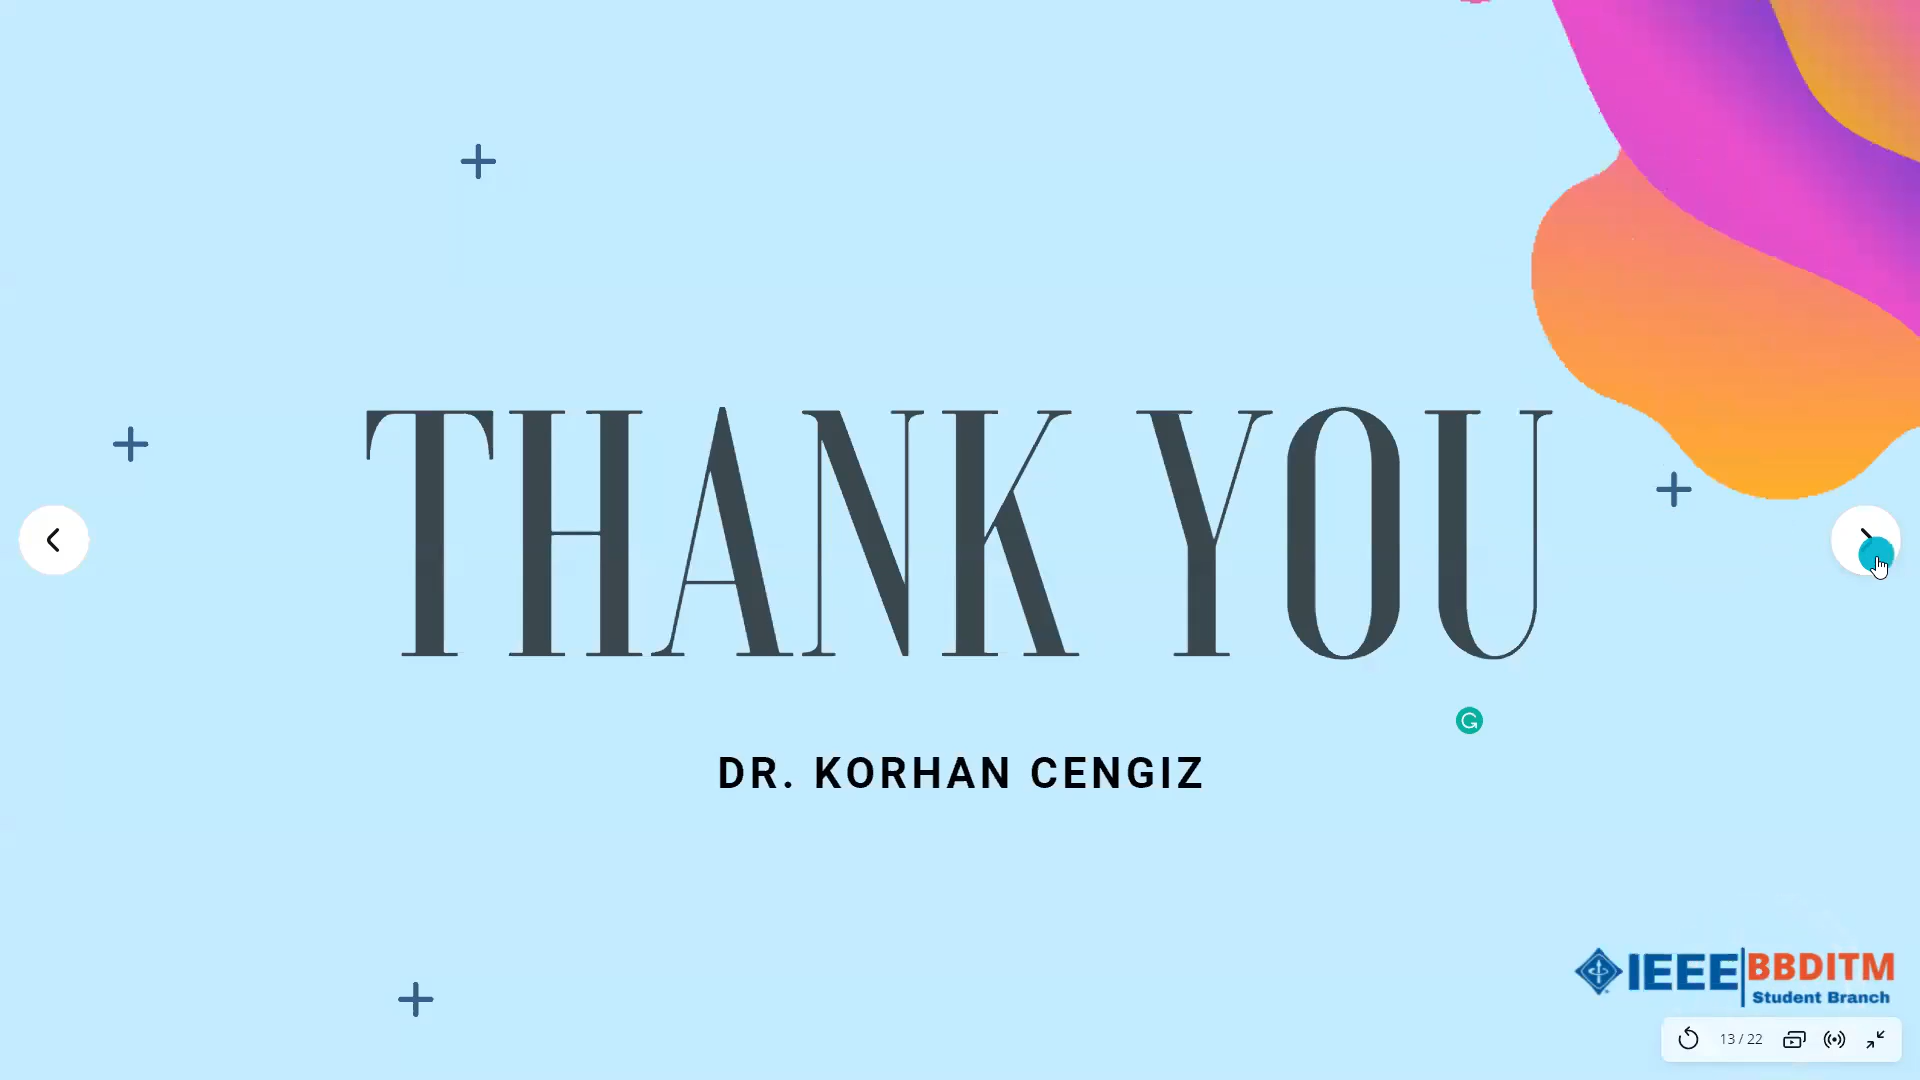 THANK YOU
DR. KORHAN CENGIZ
IEEE BBDITM
Student Branch
13 / 22